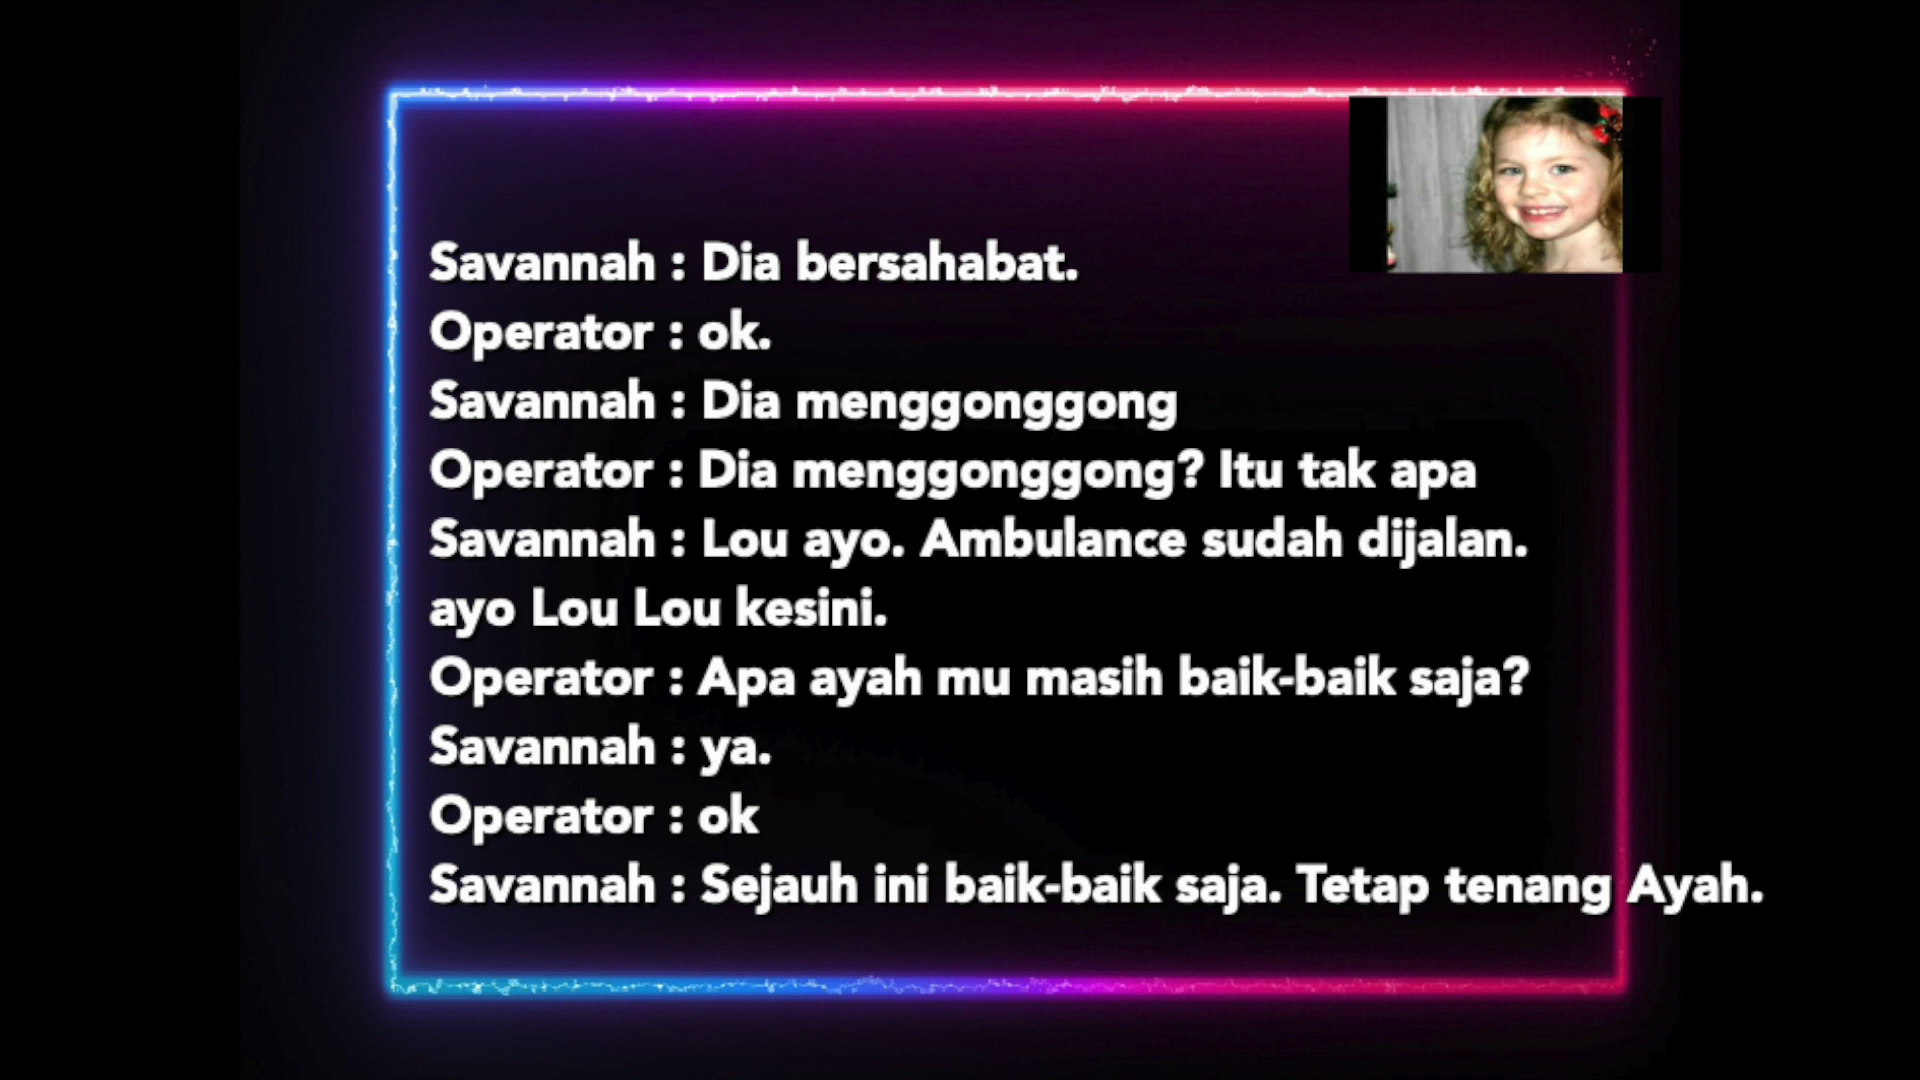 Savannah : Dia bersahabat.
Operator : ok.
Savannah : Dia menggonggong
Operator : Dia menggonggong? Itu tak apa
Savannah : Lou ayo. Ambulance sudah dijalan.
ayo Lou Lou kesini.
Operator : Apa ayah mu masih baik-baik saja?
Savannah : ya.
Operator : ok
Savannah : Sejauh ini baik-baik saja. Tetap tenang Ayah.